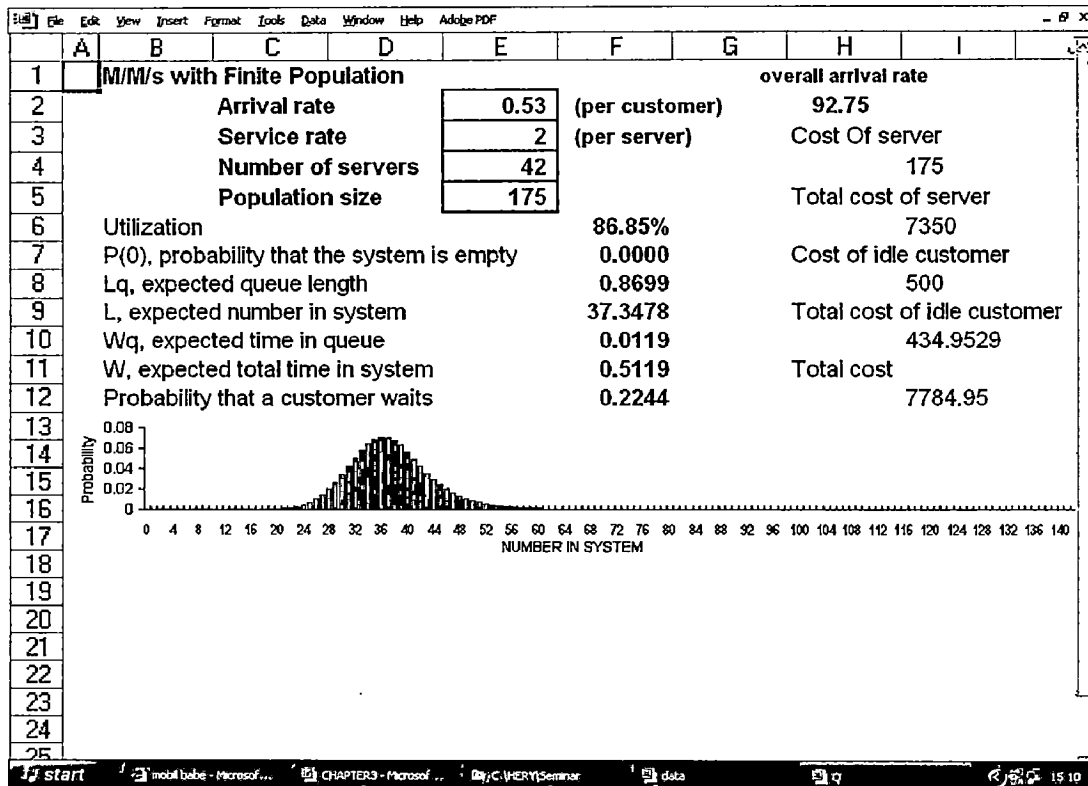 File Edit View Insert Format Tools Data Window Help Adobe PDF
A B C D E F G H I J
1 M/M/s with Finite Population overall arrival rate
2 Arrival rate 0.53 (per customer) 92.75
3 Service rate 2 (per server) Cost Of server
4 Number of servers 42 175
5 Population size 175 Total cost of server
6 Utilization 86.85% 7350
7 P(0), probability that the system is empty 0.0000 Cost of idle customer
8 Lq, expected queue length 0.8699 500
9 L, expected number in system 37.3478 Total cost of idle customer
10 Wq, expected time in queue 0.0119 434.9529
11 W, expected total time in system 0.5119 Total cost
12 Probability that a customer waits 0.2244 7784.95
13 0.08
14 0.06
15 0.04
0.02
16 0
Probability
0 4 8 12 16 20 24 28 32 36 40 44 48 52 56 60 64 68 72 76 80 84 88 92 96 100 104 108 112 116 120 124 128 132 136 140
17 NUMBER IN SYSTEM
18
19
20
21
22
23
24
25
start mobil babe - Microsof... CHAPTER3 - Microsof... C:\HERY\Seminar data 15 10